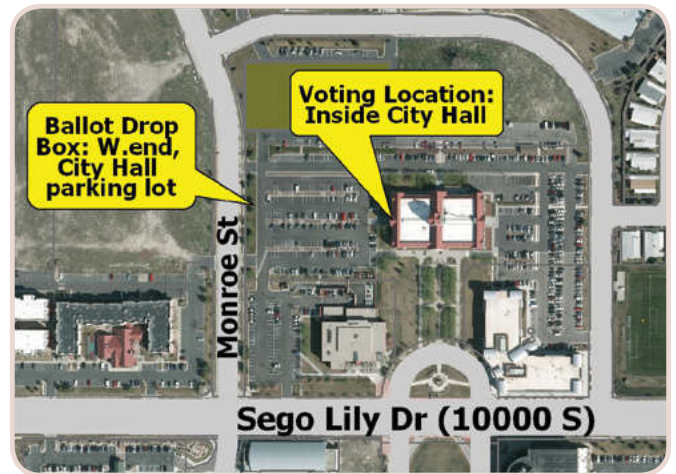 Ballot Drop
Box: W.end,
City Hall
parking lot
Voting Location:
Inside City Hall
Monroe St
Sego Lily Dr (10000 S)